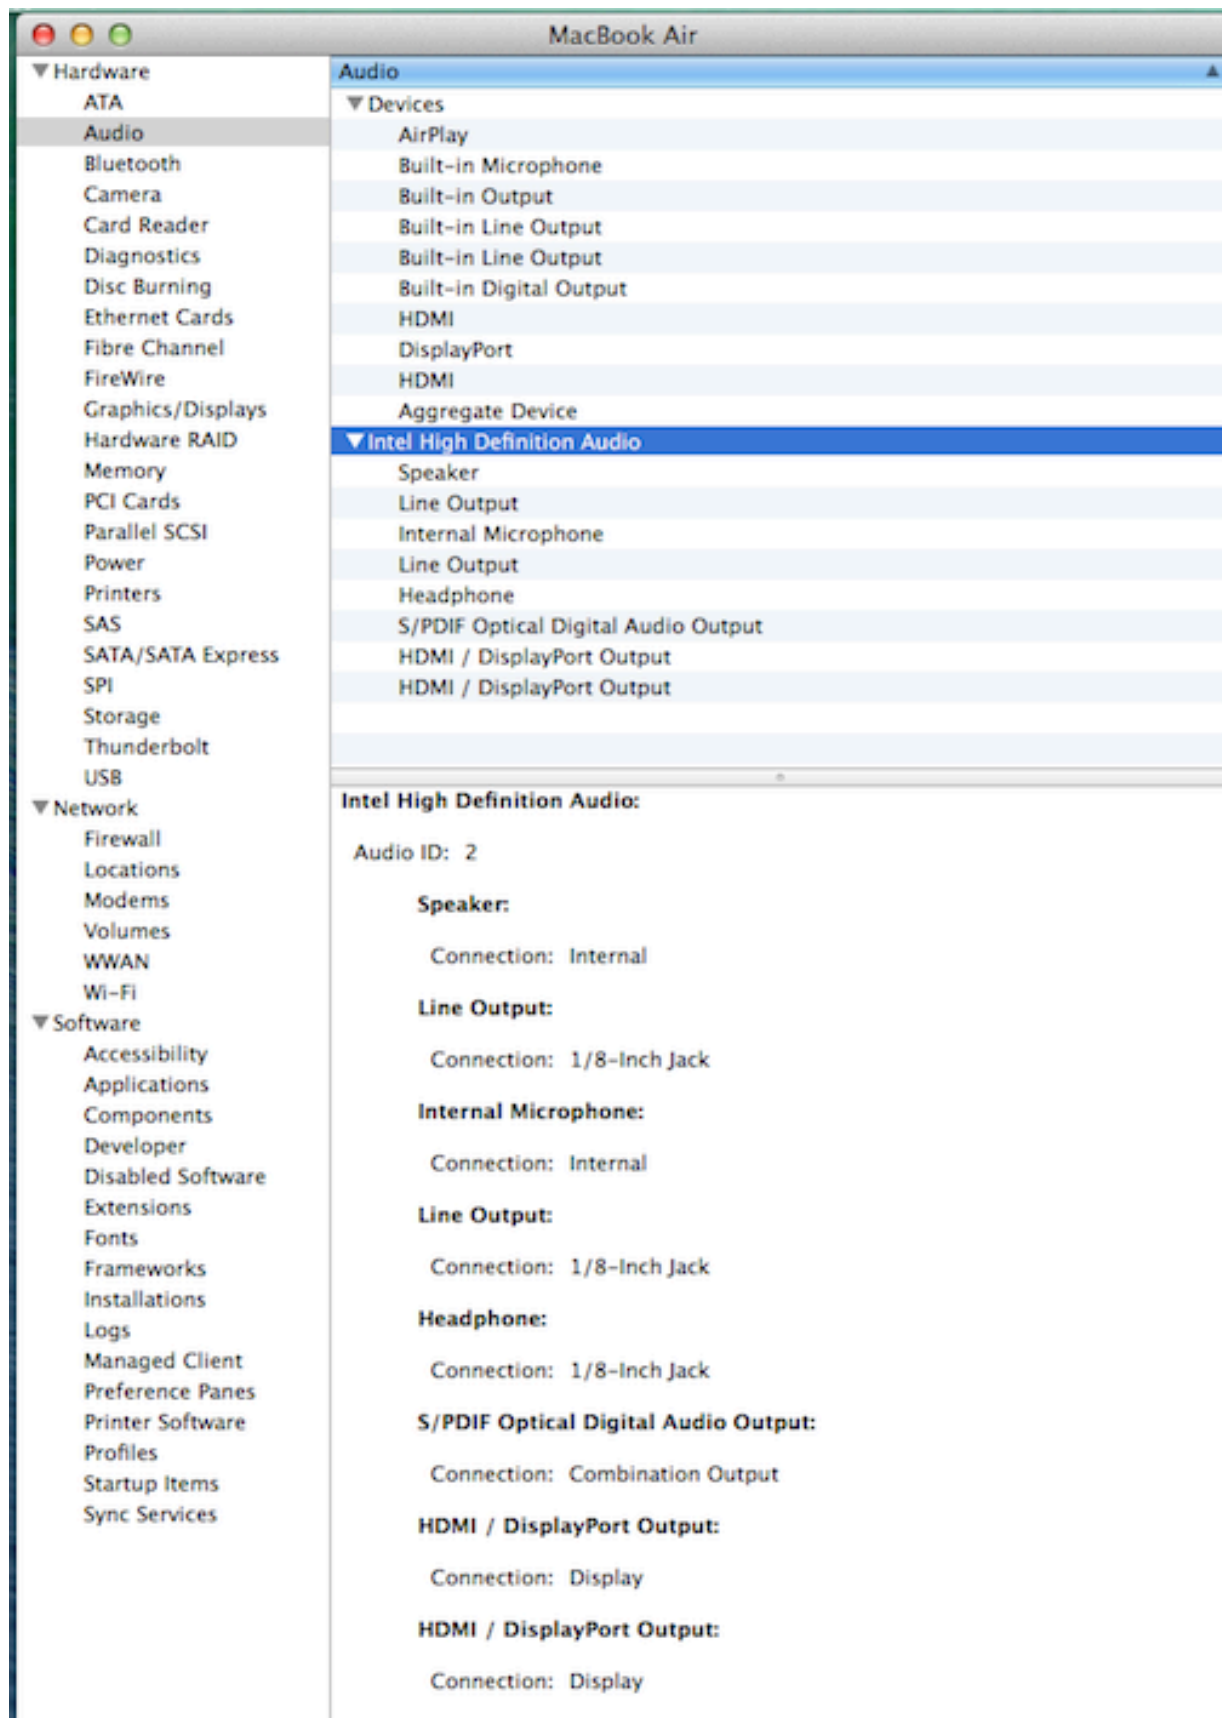 MacBook Air
Hardware
ATA
Audio
Bluetooth
Camera
Card Reader
Diagnostics
Disc Burning
Ethernet Cards
Fibre Channel
FireWire
Graphics/Displays
Hardware RAID
Memory
PCI Cards
Parallel SCSI
Power
Printers
SAS
SATA/SATA Express
SPI
Storage
Thunderbolt
USB
Network
Firewall
Locations
Modems
Volumes
WWAN
Wi-Fi
Software
Accessibility
Applications
Components
Developer
Disabled Software
Extensions
Fonts
Frameworks
Installations
Logs
Managed Client
Preference Panes
Printer Software
Profiles
Startup Items
Sync Services
Audio
Devices
AirPlay
Built-in Microphone
Built-in Output
Built-in Line Output
Built-in Line Output
Built-in Digital Output
HDMI
DisplayPort
HDMI
Aggregate Device
Intel High Definition Audio
Speaker
Line Output
Internal Microphone
Line Output
Headphone
S/PDIF Optical Digital Audio Output
HDMI / DisplayPort Output
HDMI / DisplayPort Output
Intel High Definition Audio:
Audio ID: 2
Speaker:
Connection: Internal
Line Output:
Connection: 1/8-Inch Jack
Internal Microphone:
Connection: Internal
Line Output:
Connection: 1/8-Inch Jack
Headphone:
Connection: 1/8-Inch Jack
S/PDIF Optical Digital Audio Output:
Connection: Combination Output
HDMI / DisplayPort Output:
Connection: Display
HDMI / DisplayPort Output:
Connection: Display